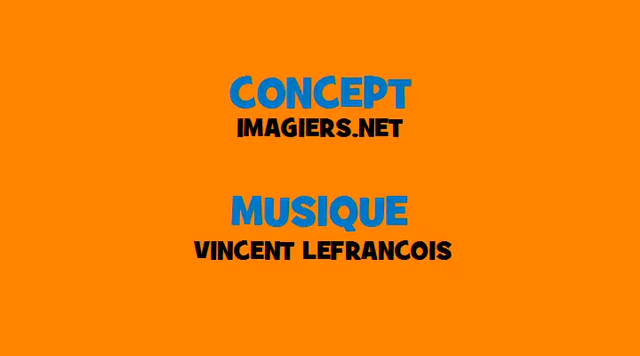 CONCEPT
IMAGIERS.NET
MUSIQUE
VINCENT LEFRANCOIS